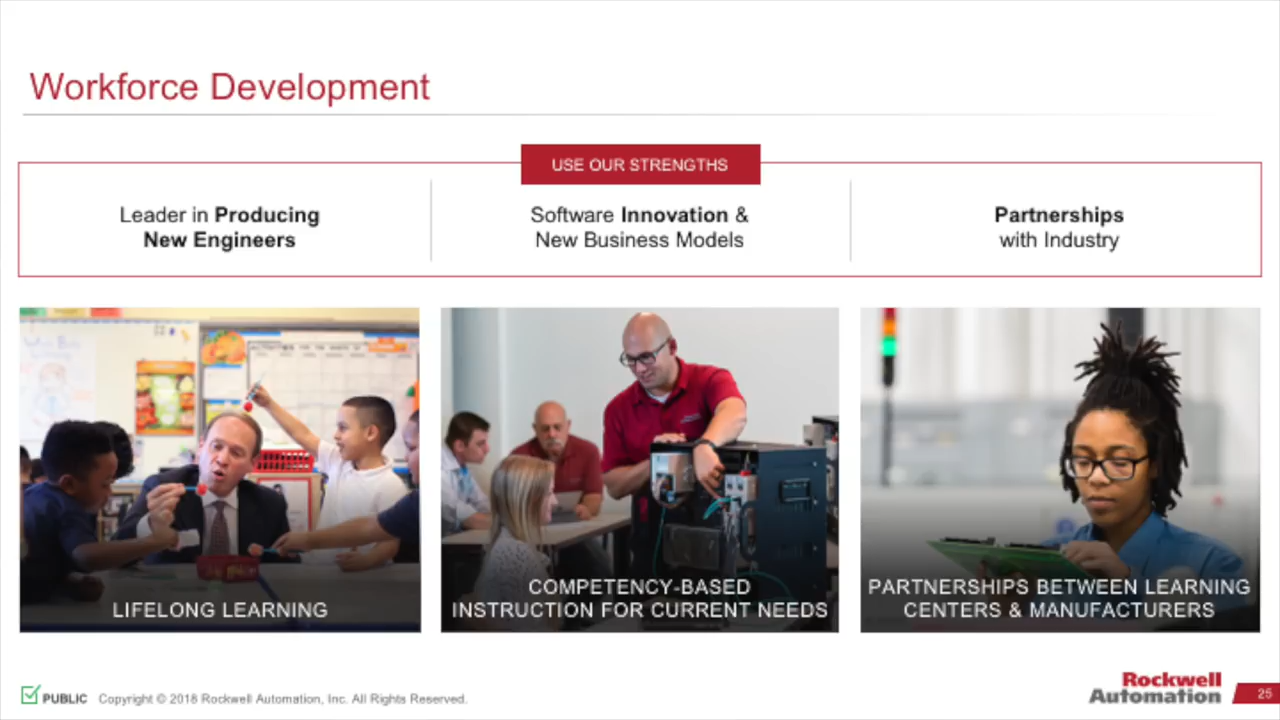 Workforce Development
USE OUR STRENGTHS
Leader in Producing
New Engineers
Software Innovation &
New Business Models
Partnerships
with Industry
LIFELONG LEARNING
COMPETENCY-BASED
INSTRUCTION FOR CURRENT NEEDS
PARTNERSHIPS BETWEEN LEARNING
CENTERS & MANUFACTURERS
PUBLIC Copyright © 2018 Rockwell Automation, Inc. All Rights Reserved.
Rockwell
Automation
25